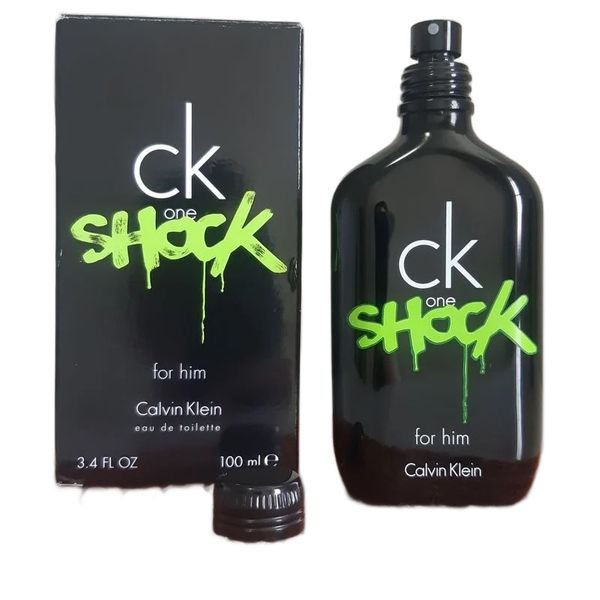 ck
one
SHOCK
for him
Calvin Klein
eau de toilette
3.4 FL OZ 100 ml ℮
ck
one
SHOCK
for him
Calvin Klein